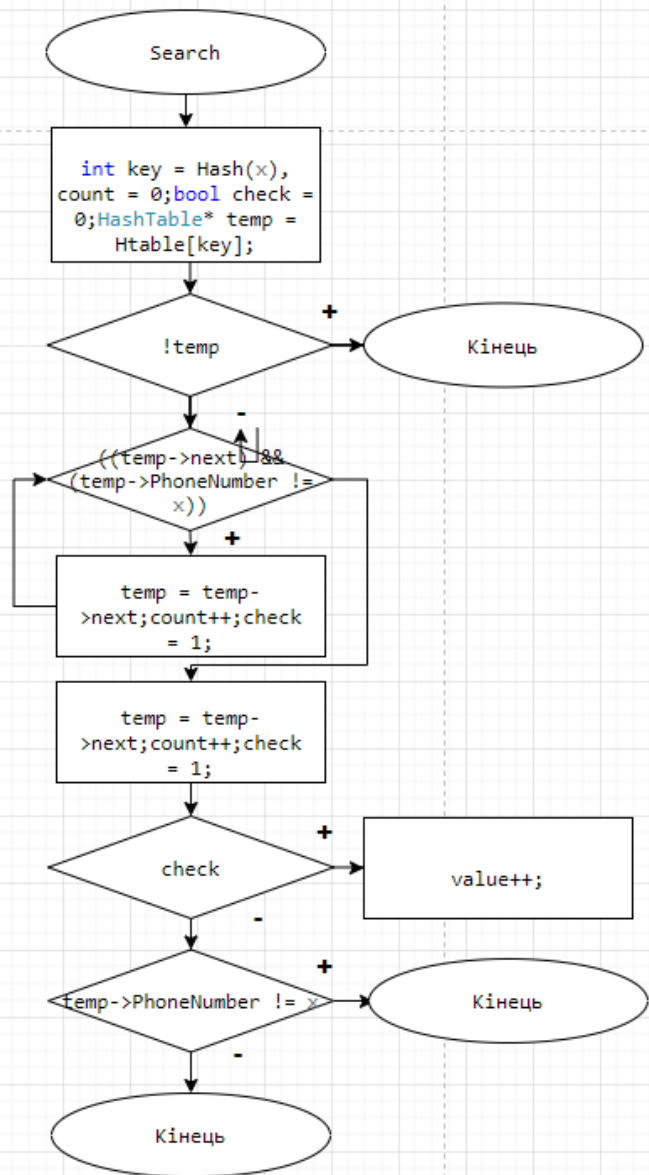 Search
int key = Hash(x),
count = 0;bool check =
0;HashTable* temp =
Htable[key];
+
!temp
Кінець
-
((temp->next) &&
(temp->PhoneNumber !=
x))
+
temp = temp-
>next;count++;check
= 1;
temp = temp-
>next;count++;check
= 1;
+
check
value++;
-
+
temp->PhoneNumber != x
Кінець
-
Кінець